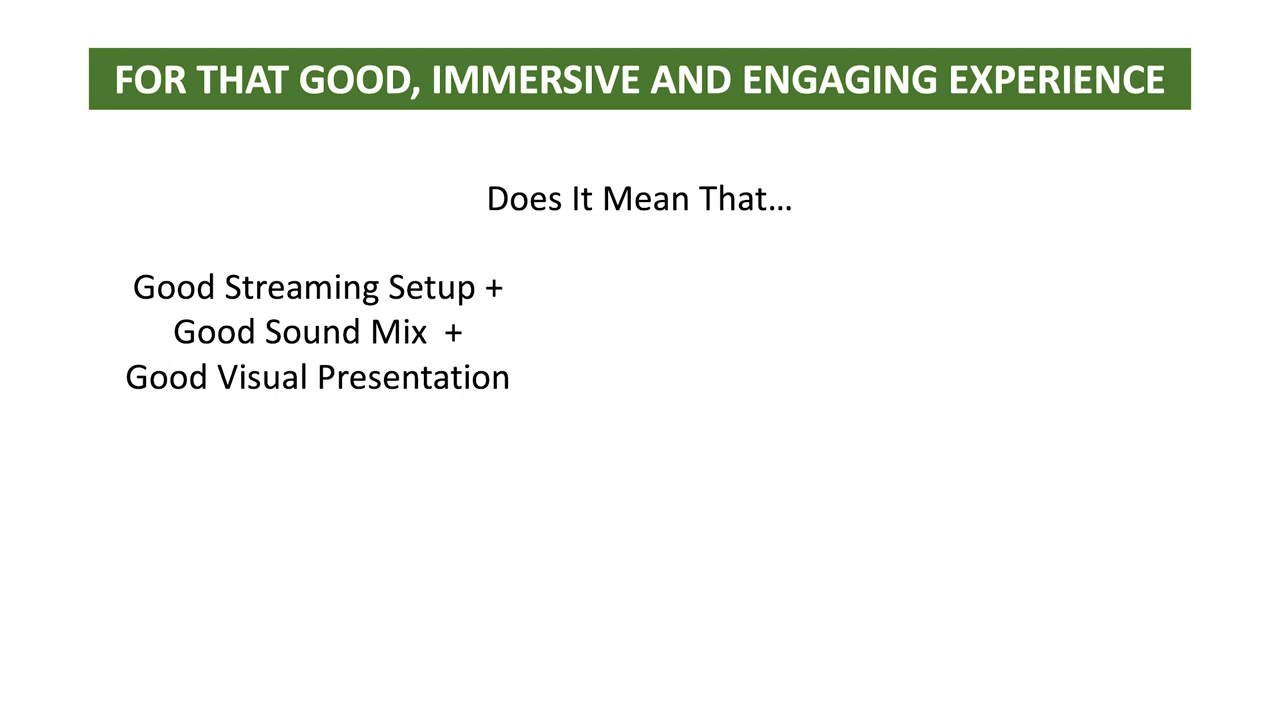 FOR THAT GOOD, IMMERSIVE AND ENGAGING EXPERIENCE
Does It Mean That...
Good Streaming Setup +
Good Sound Mix  +
Good Visual Presentation